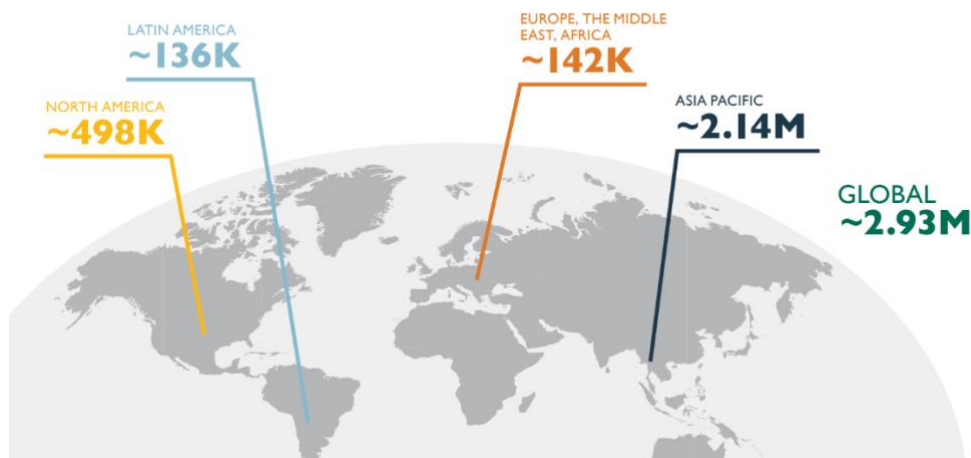 LATIN AMERICA
~136K
EUROPE, THE MIDDLE
EAST, AFRICA
~142K
NORTH AMERICA
~498K
ASIA PACIFIC
~2.14M
GLOBAL
~2.93M